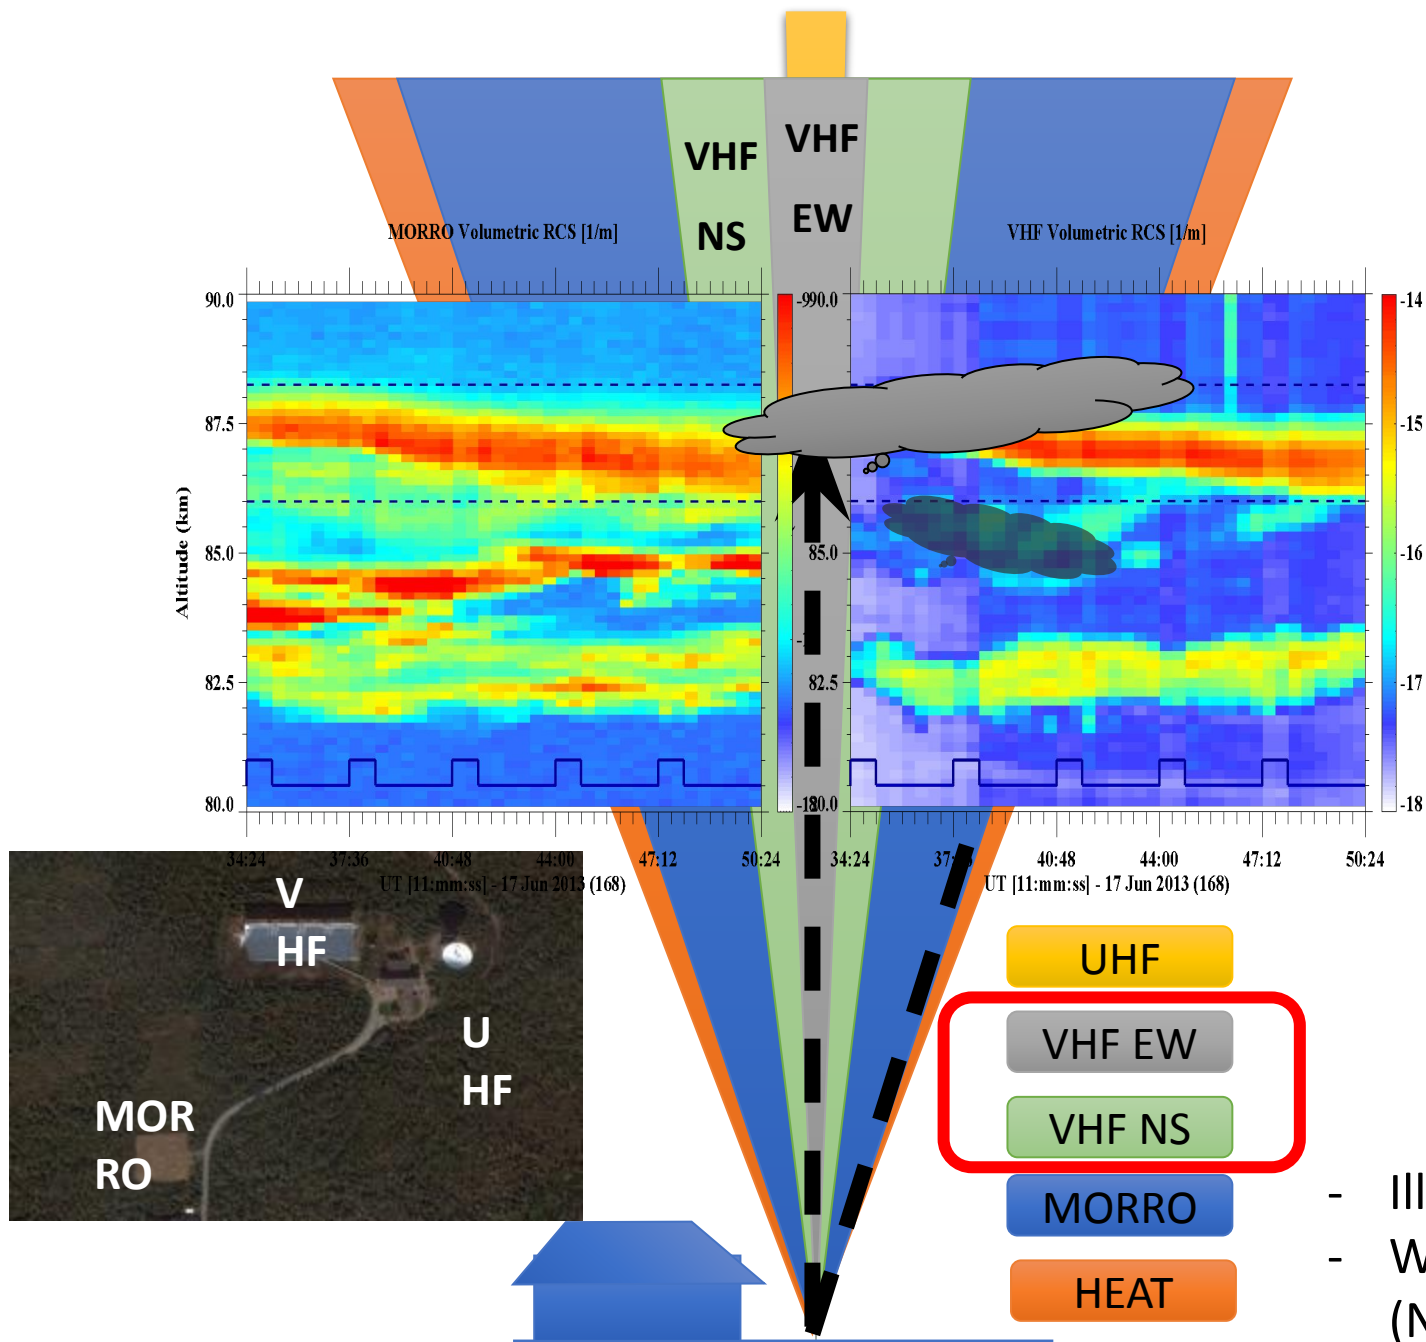 VHF
NS
VHF
EW
MORRO Volumetric RCS [1/m]
VHF Volumetric RCS [1/m]
90.0
87.5
85.0
82.5
80.0
Altitude (km)
34:24
37:36
40:48
44:00
47:12
50:24
UT [11:mm:ss] - 17 Jun 2013 (168)
87.5
85.0
82.5
34:24
40:48
44:00
47:12
50:24
UT [11:mm:ss] - 17 Jun 2013 (168)
-14
-15
-16
-17
-18
V
HF
U
HF
MOR
RO
UHF
VHF EW
VHF NS
MORRO
HEAT
- Ill
- W
(N